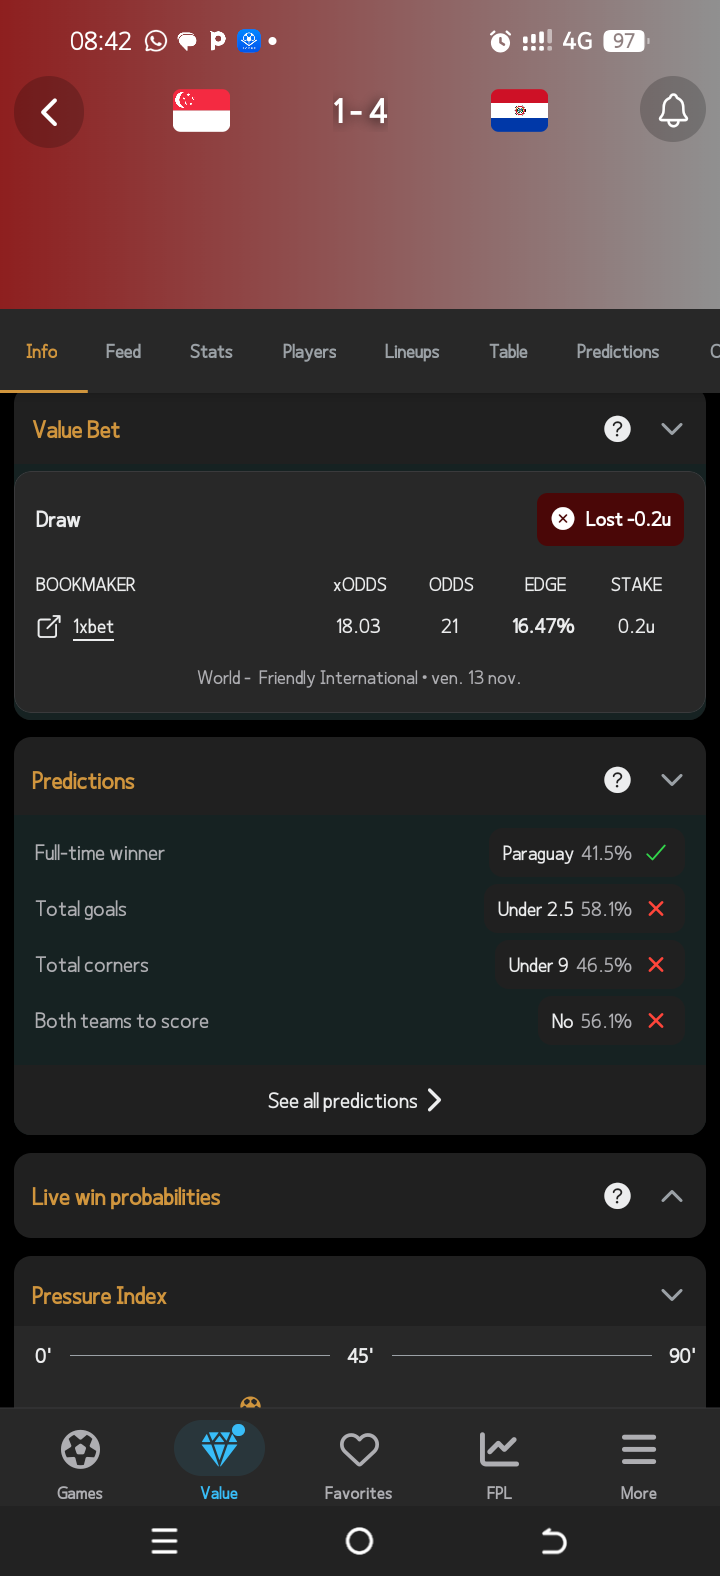 08:42 4G 97
1 - 4
Info Feed Stats Players Lineups Table Predictions
Value Bet ?
Draw Lost -0.2u
BOOKMAKER xODDS ODDS EDGE STAKE
1xbet 18.03 21 16.47% 0.2u
World - Friendly International • ven. 13 nov.
Predictions ?
Full-time winner Paraguay 41.5%
Total goals Under 2.5 58.1%
Total corners Under 9 46.5%
Both teams to score No 56.1%
See all predictions
Live win probabilities ?
Pressure Index
0' 45' 90'
Games Value Favorites FPL More